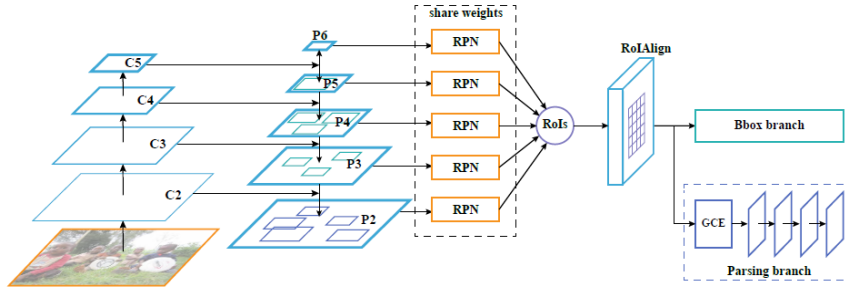 share weights
P6
RPN
RoIAlign
C5
P5
RPN
C4
P4
RPN
RoIs
Bbox branch
C3
P3
RPN
C2
P2
RPN
GCE
Parsing branch